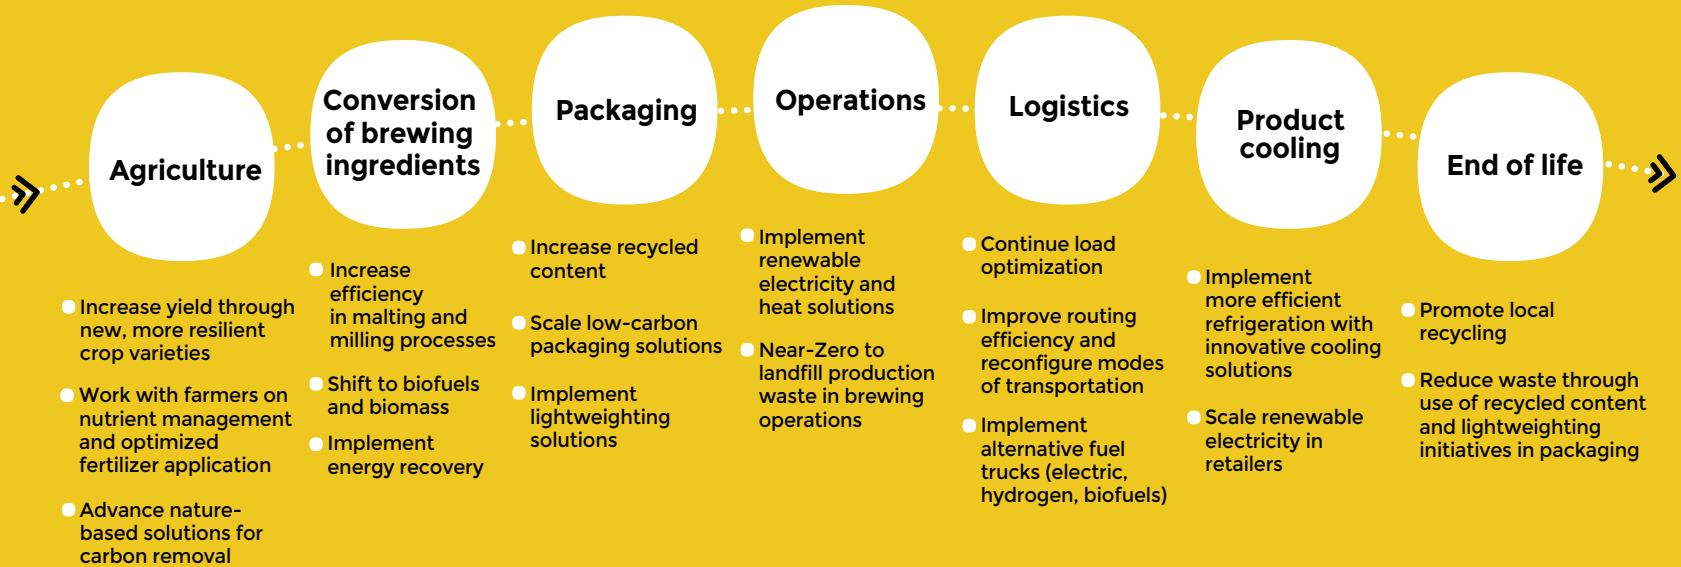 Agriculture
Increase yield through
new, more resilient
crop varieties
Work with farmers on
nutrient management
and optimized
fertilizer application
Advance nature-
based solutions for
carbon removal
Conversion
of brewing
ingredients
Increase
efficiency
in malting and
milling processes
Shift to biofuels
and biomass
Implement
energy recovery
Packaging
Increase recycled
content
Scale low-carbon
packaging solutions
Implement
lightweighting
solutions
Operations
Implement
renewable
electricity and
heat solutions
Near-Zero to
landfill production
waste in brewing
operations
Logistics
Continue load
optimization
Improve routing
efficiency and
reconfigure modes
of transportation
Implement
alternative fuel
trucks (electric,
hydrogen, biofuels)
Product
cooling
Implement
more efficient
refrigeration with
innovative cooling
solutions
Scale renewable
electricity in
retailers
End of life
Promote local
recycling
Reduce waste through
use of recycled content
and lightweighting
initiatives in packaging